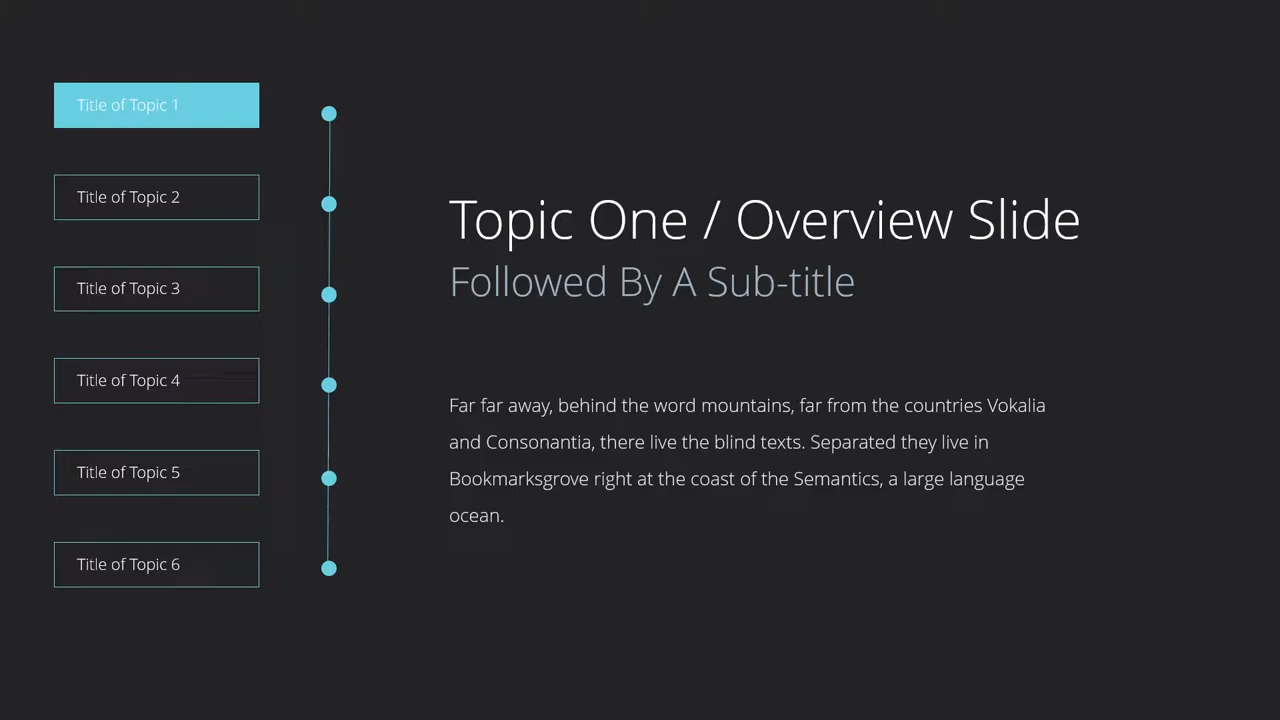 Title of Topic 1
Title of Topic 2
Title of Topic 3
Title of Topic 4
Title of Topic 5
Title of Topic 6
Topic One / Overview Slide
Followed By A Sub-title
Far far away, behind the word mountains, far from the countries Vokalia
and Consonantia, there live the blind texts. Separated they live in
Bookmarksgrove right at the coast of the Semantics, a large language
ocean.